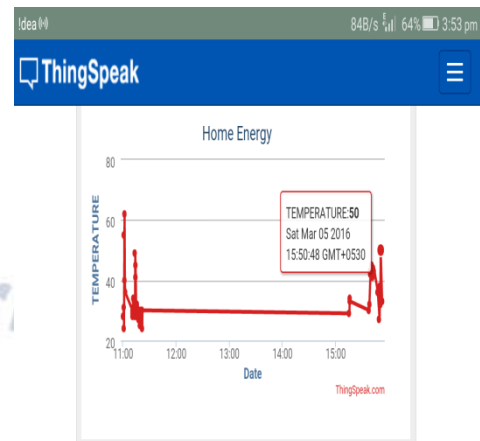 !dea 84B/s E 64% 3:53 pm
ThingSpeak
Home Energy
80
60
40
20
TEMPERATURE
TEMPERATURE:50
Sat Mar 05 2016
15:50:48 GMT+0530
11:00 12:00 13:00 14:00 15:00
Date
ThingSpeak.com